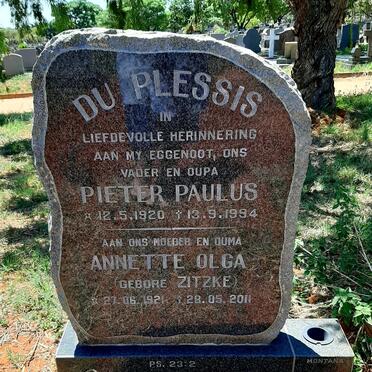 DU PLESSIS
IN
LIEFDEVOLLE HERINNERING
AAN MY EGGENOOT, ONS
VADER EN OUPA
PIETER PAULUS
* 12.5.1920 † 13.9.1994
AAN ONS MOEDER EN OUMA
ANNETTE OLGA
(GEBORE ZITZKE)
* 27.06.1921 † 28.05.2011
PS. 23:2
MONTANA